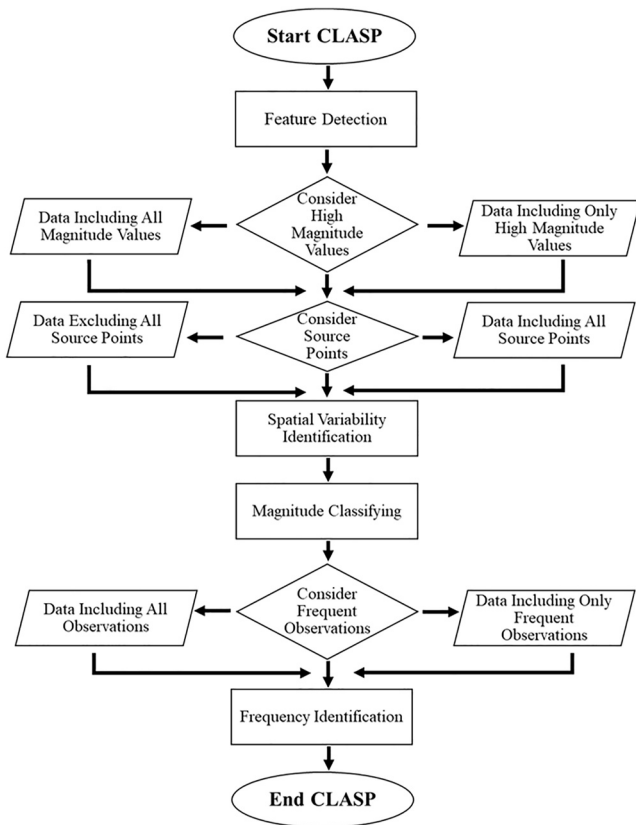 Start CLASP
Feature Detection
Consider
High
Magnitude
Values
Data Including All
Magnitude Values
Data Including Only
High Magnitude
Values
Consider
Source
Points
Data Excluding All
Source Points
Data Including All
Source Points
Spatial Variability
Identification
Magnitude Classifying
Consider
Frequent
Observations
Data Including All
Observations
Data Including Only
Frequent
Observations
Frequency Identification
End CLASP